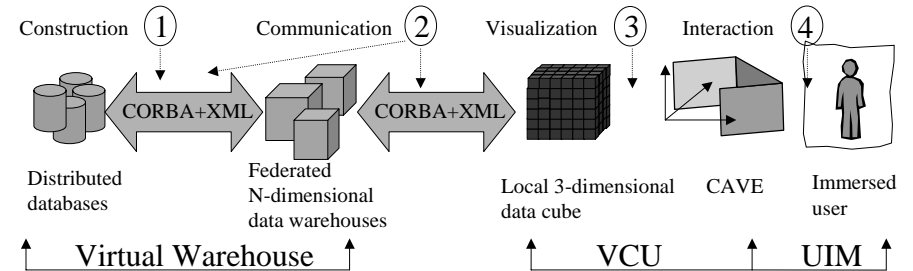 Construction 1 Communication 2 Visualization 3 Interaction 4
CORBA+XML CORBA+XML
Distributed
databases
Federated
N-dimensional
data warehouses
Local 3-dimensional
data cube
CAVE
Immersed
user
Virtual Warehouse VCU UIM